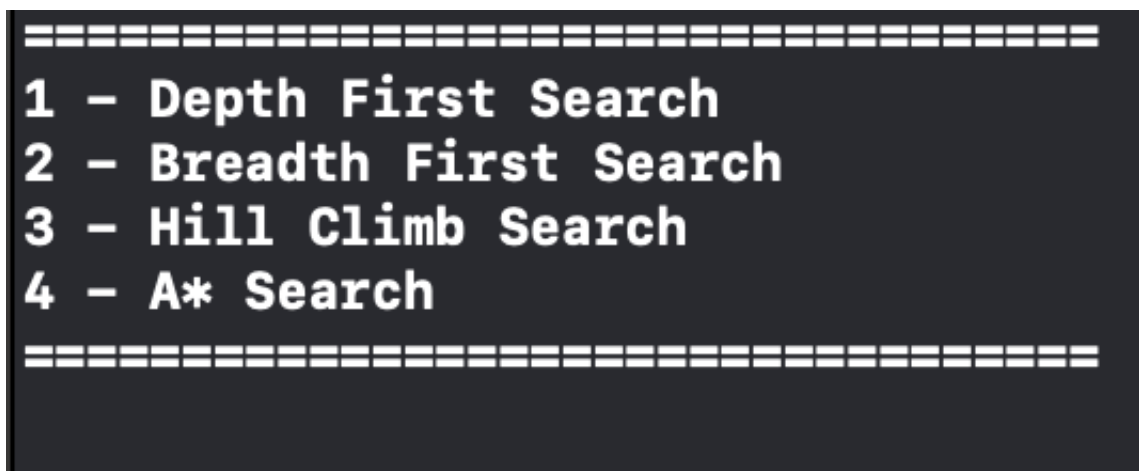 ==================================
1 - Depth First Search
2 - Breadth First Search
3 - Hill Climb Search
4 - A* Search
==================================